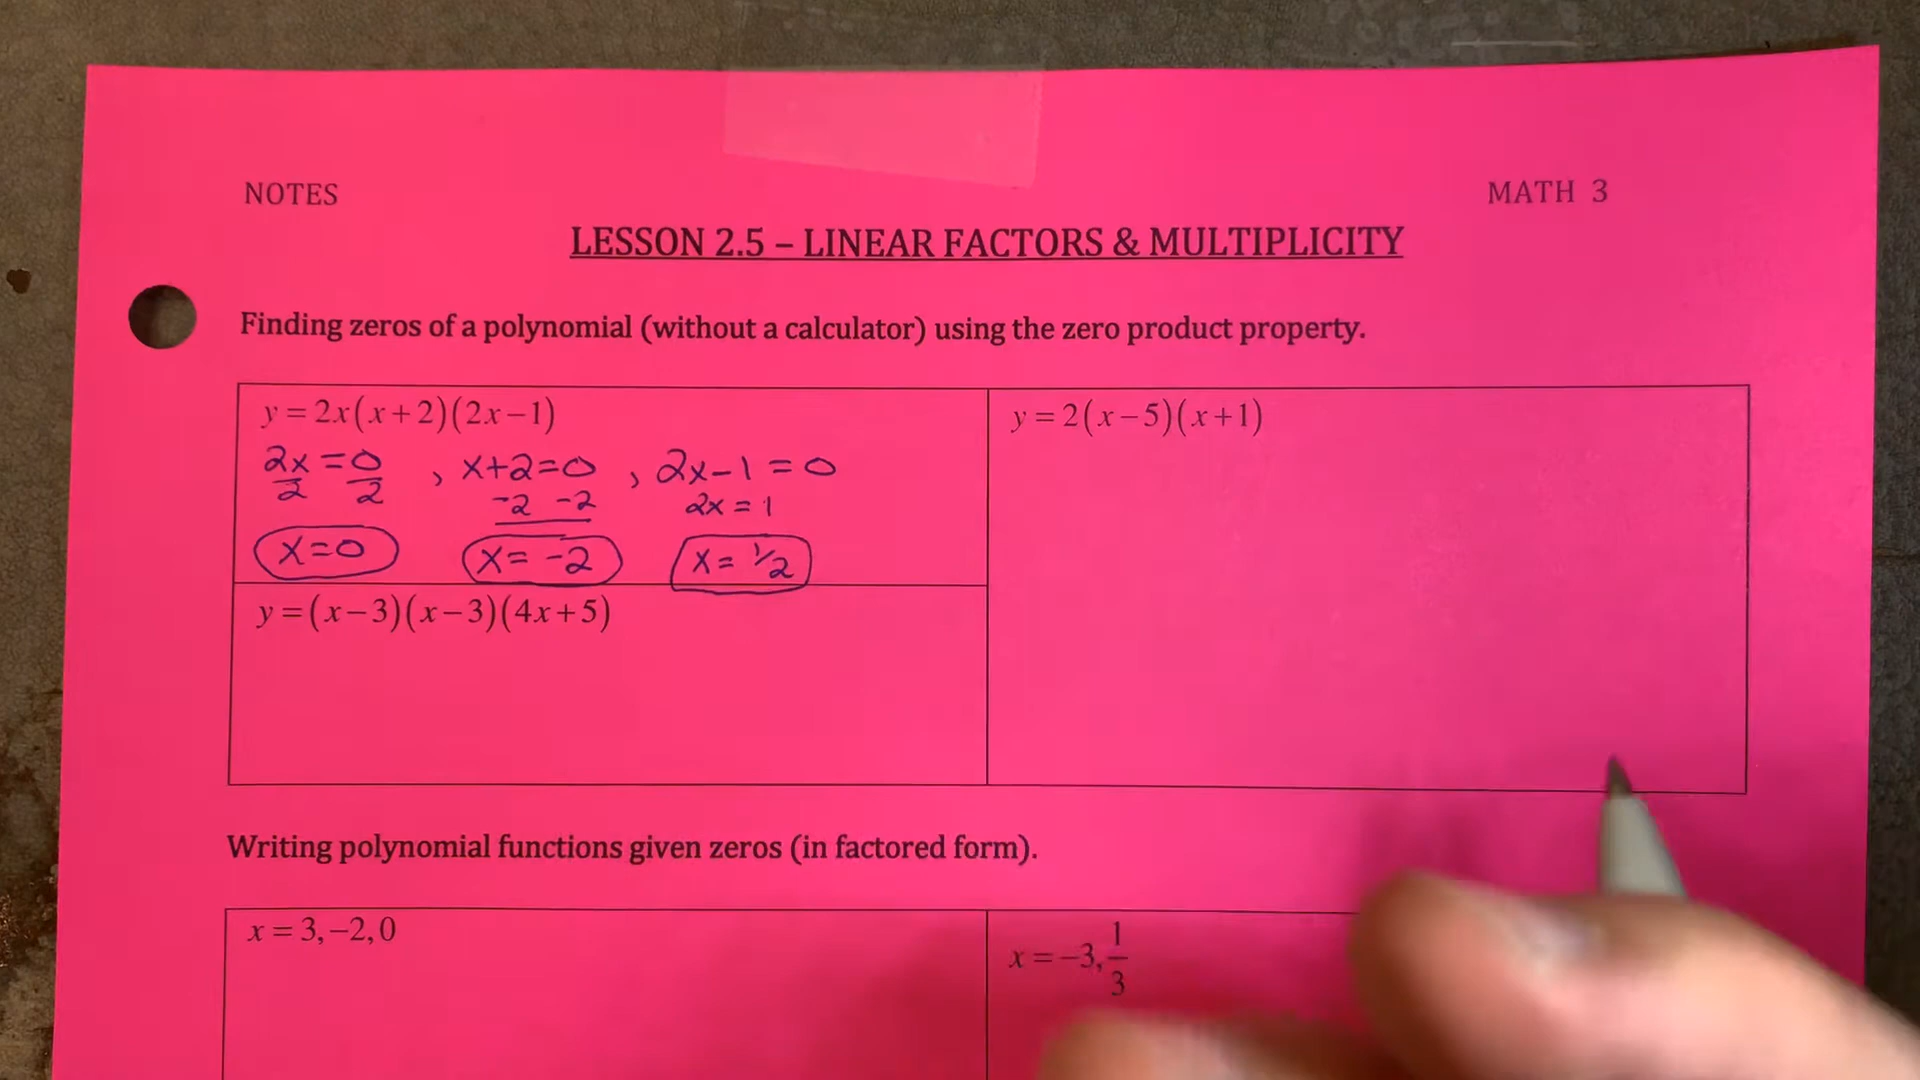 NOTES
MATH 3
LESSON 2.5 – LINEAR FACTORS & MULTIPLICITY
Finding zeros of a polynomial (without a calculator) using the zero product property.
y = 2x(x+2)(2x−1)
2x = 0 , x+2=0 , 2x−1 = 0
2 2 -2 -2 2x = 1
x=0 x= -2 x= 1/2
y = 2(x−5)(x+1)
y = (x−3)(x−3)(4x+5)
Writing polynomial functions given zeros (in factored form).
x = 3,−2,0
x = −3, 1/3